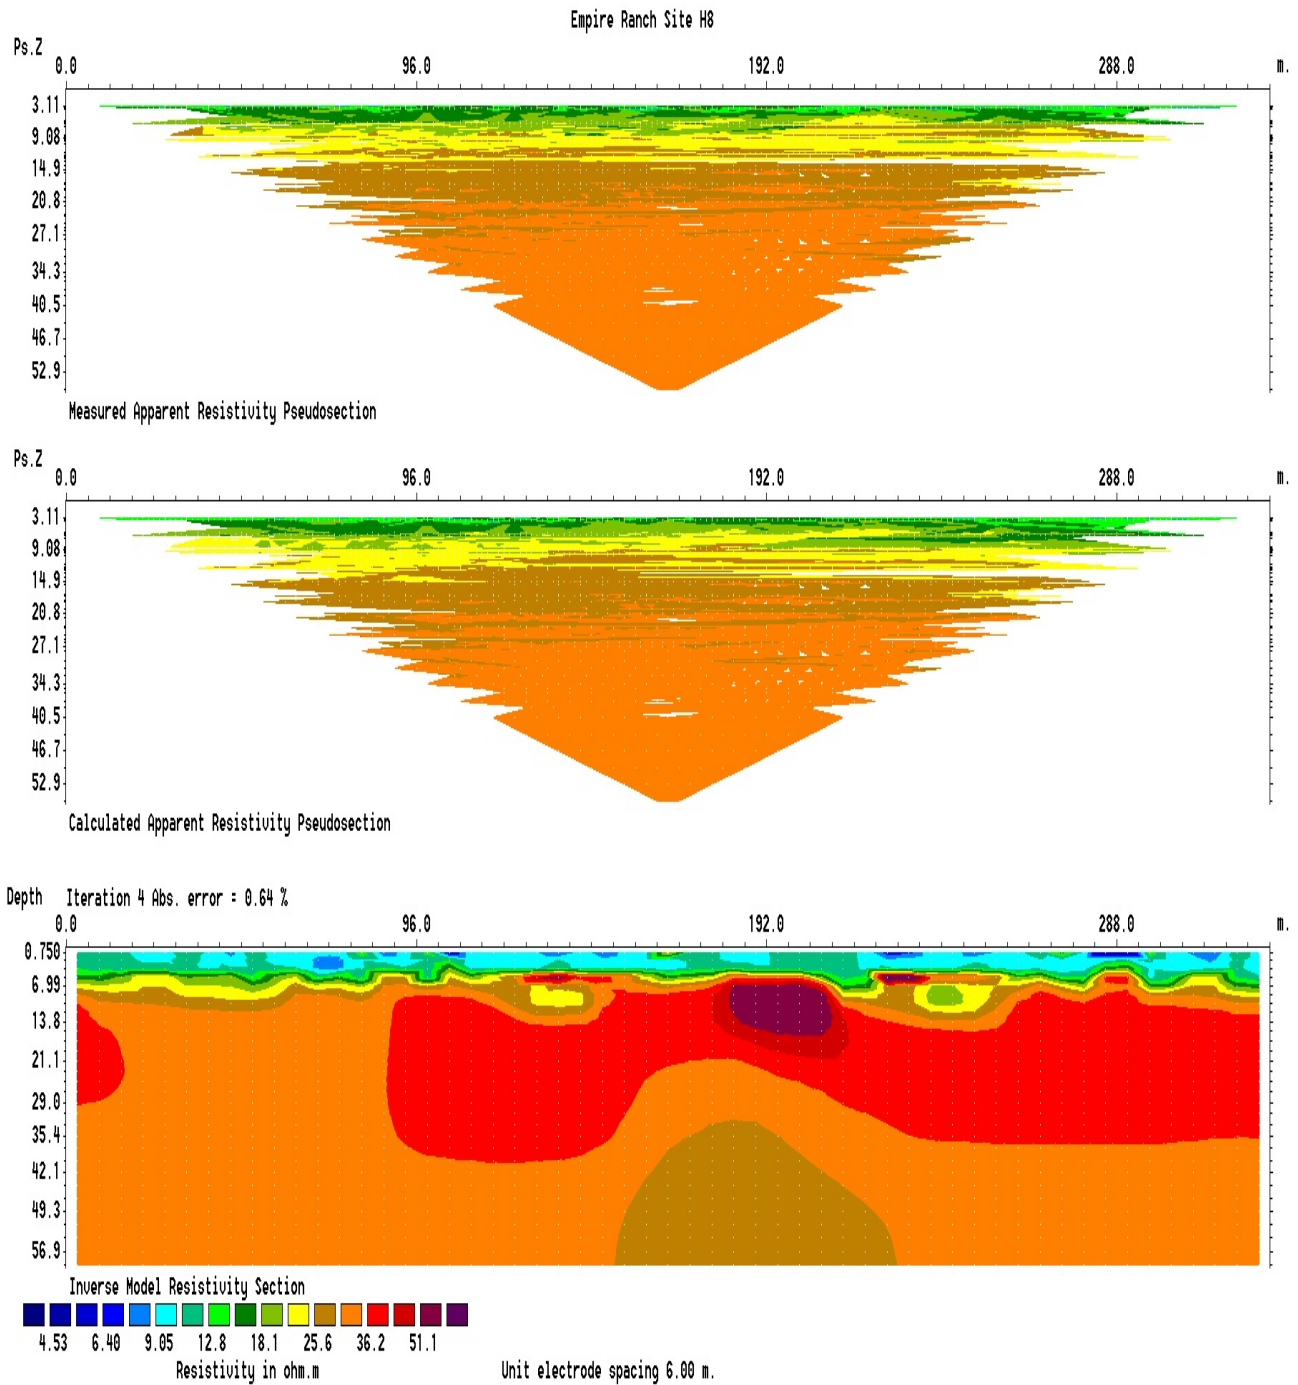 Empire Ranch Site H8
Ps.Z
0.0 96.0 192.0 288.0 m.
3.11
9.08
14.9
20.8
27.1
34.3
40.5
46.7
52.9
Measured Apparent Resistivity Pseudosection
Ps.Z
0.0 96.0 192.0 288.0 m.
3.11
9.08
14.9
20.8
27.1
34.3
40.5
46.7
52.9
Calculated Apparent Resistivity Pseudosection
Depth Iteration 4 Abs. error = 0.64 %
0.0 96.0 192.0 288.0 m.
0.750
6.99
13.8
21.1
29.0
35.4
42.1
49.3
56.9
Inverse Model Resistivity Section
4.53 6.40 9.05 12.8 18.1 25.6 36.2 51.1
Resistivity in ohm.m Unit electrode spacing 6.00 m.